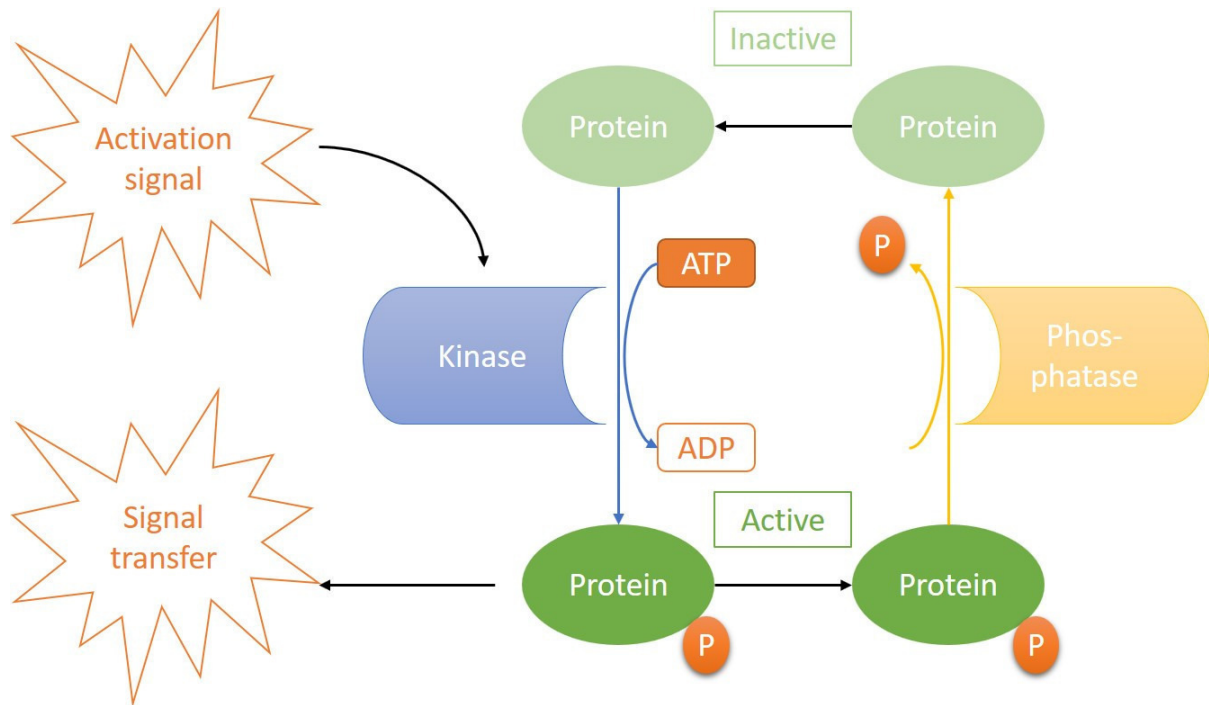 Inactive
Activation
signal
Protein
Protein
P
ATP
Kinase
Phos-
phatase
ADP
Active
Signal
transfer
Protein
Protein
P
P